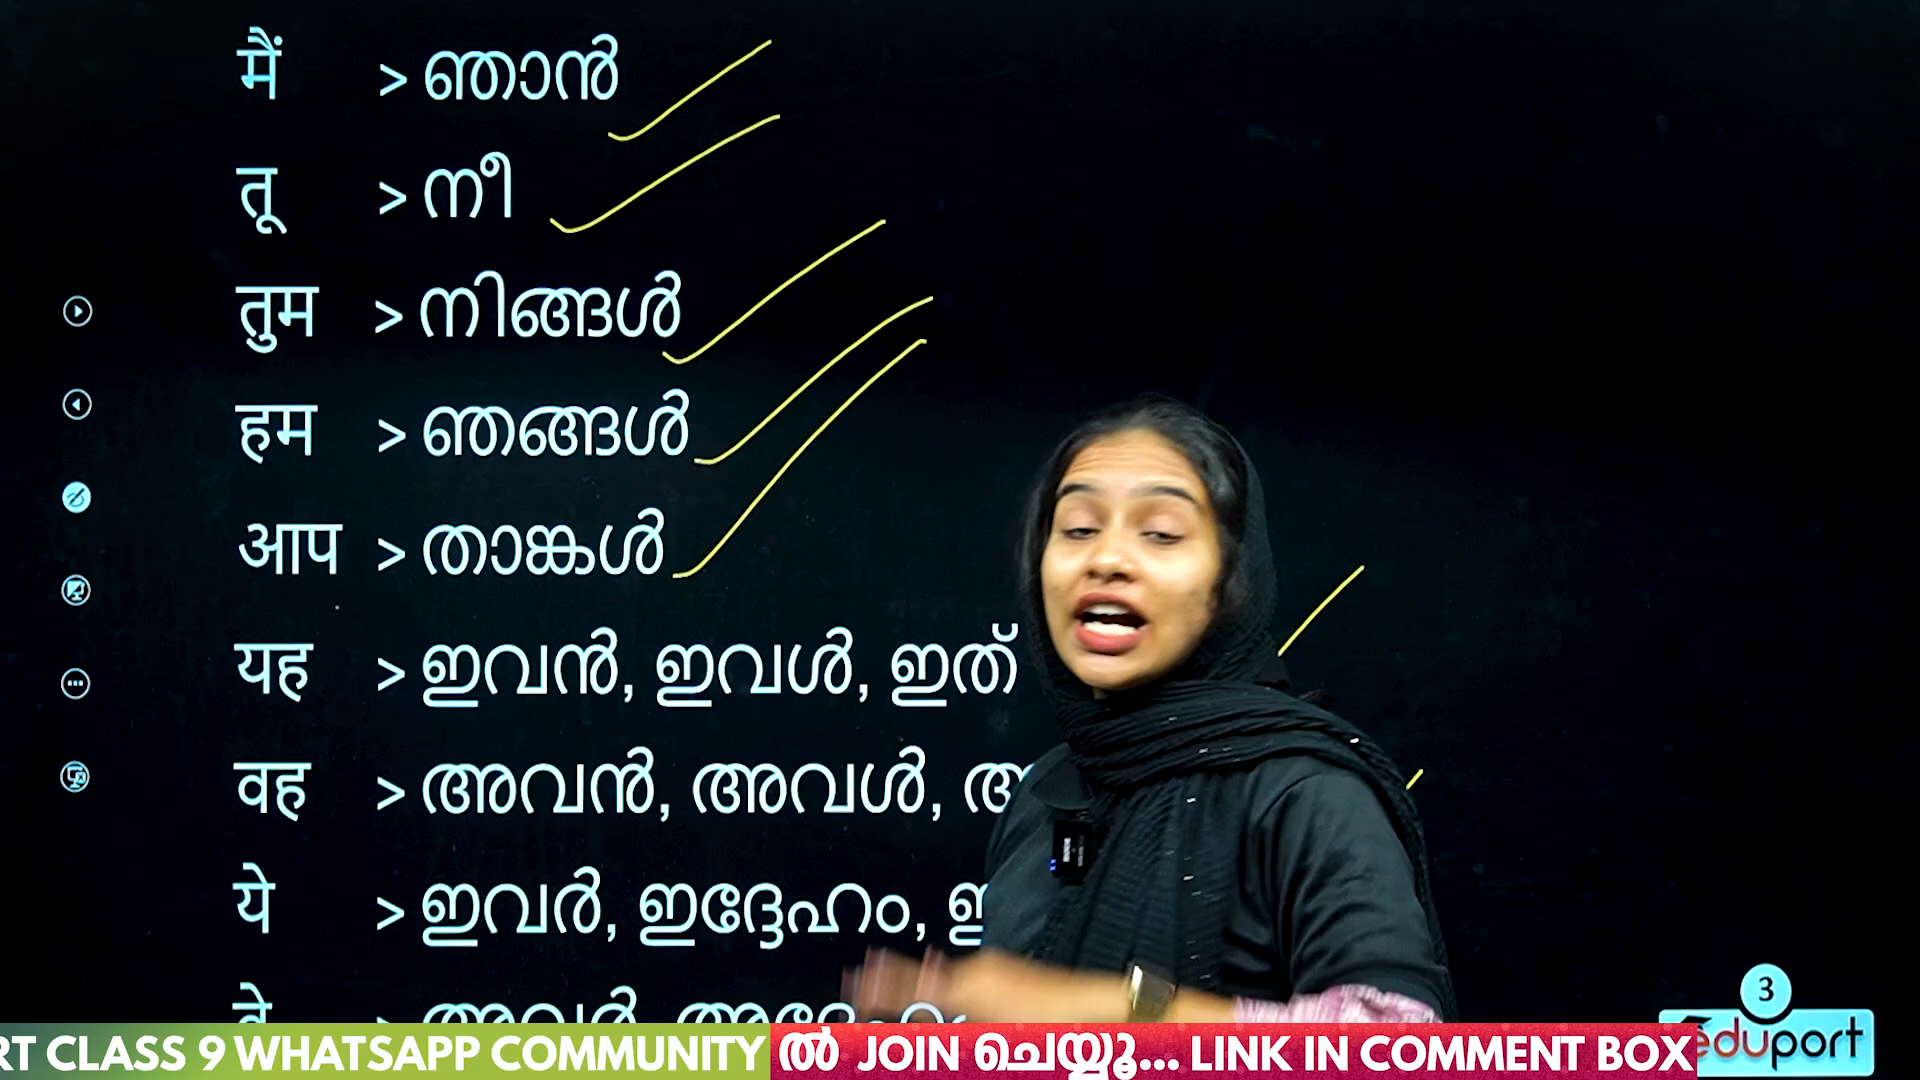 मैं > ഞാൻ
तू > നീ
तुम > നിങ്ങൾ
हम > ഞങ്ങൾ
आप > താങ്കൾ
यह > ഇവൻ, ഇവൾ, ഇത്
वह > അവൻ, അവൾ,
ये > ഇവർ, ഇദ്ദേഹം,
वे > അവർ,
3
eduport
RT CLASS 9 WHATSAPP COMMUNITY ൽ JOIN ചെയ്യൂ... LINK IN COMMENT BOX